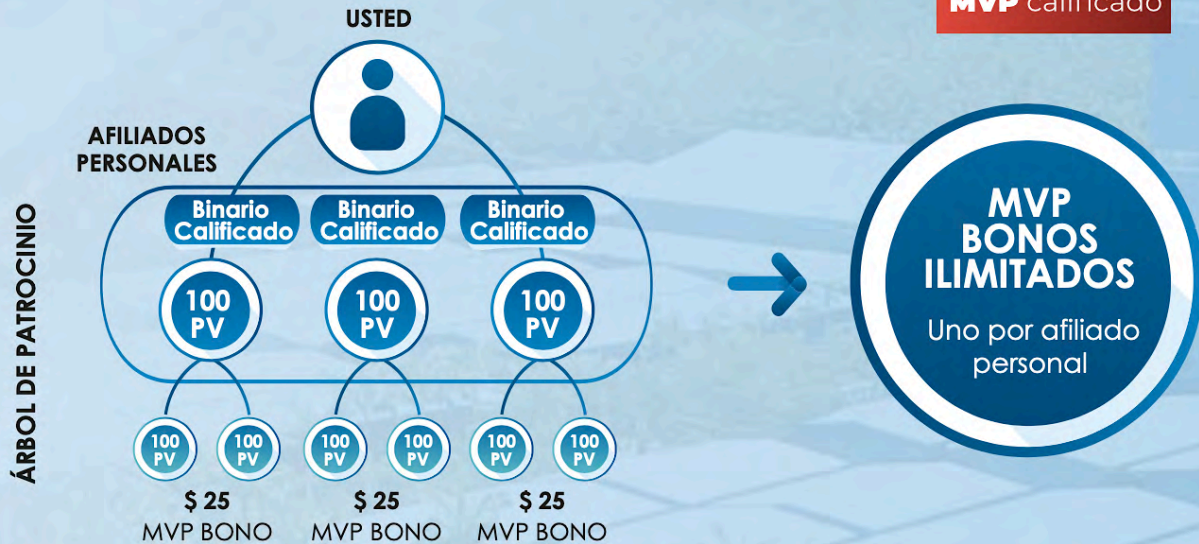 MVP calificado
USTED
AFILIADOS
PERSONALES
ÁRBOL DE PATROCINIO
Binario
Calificado
Binario
Calificado
Binario
Calificado
100
PV
100
PV
100
PV
100
PV
100
PV
100
PV
100
PV
100
PV
100
PV
$ 25
MVP BONO
$ 25
MVP BONO
$ 25
MVP BONO
MVP
BONOS
ILIMITADOS
Uno por afiliado
personal